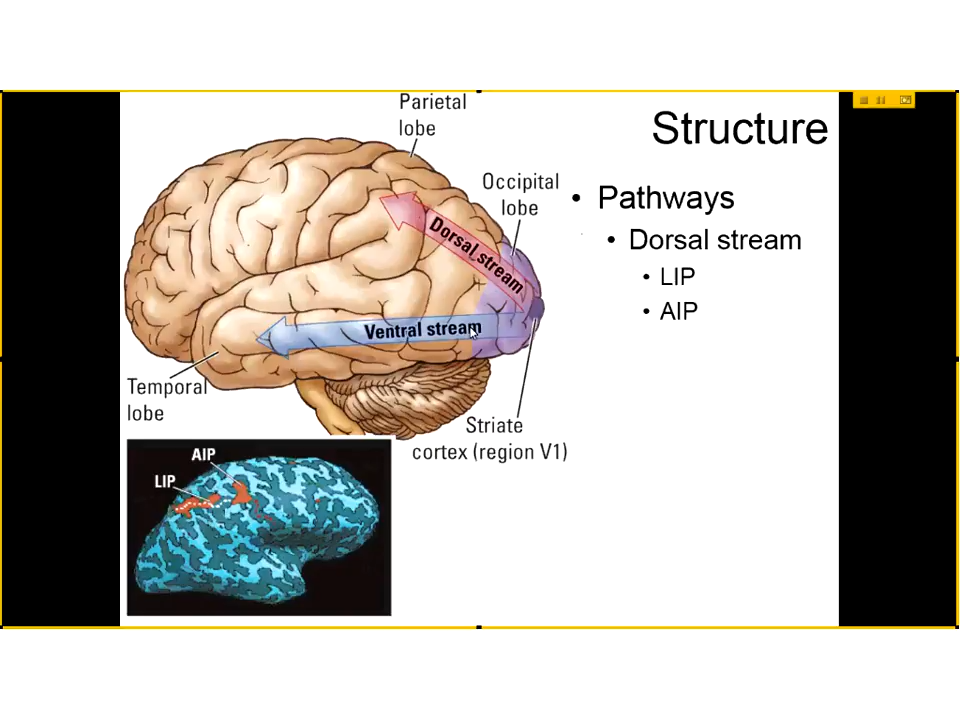 Parietal
lobe
Structure
Occipital
lobe
• Pathways
• Dorsal stream
• LIP
• AIP
Dorsal stream
Ventral stream
Temporal
lobe
Striate
cortex (region V1)
AIP
LIP